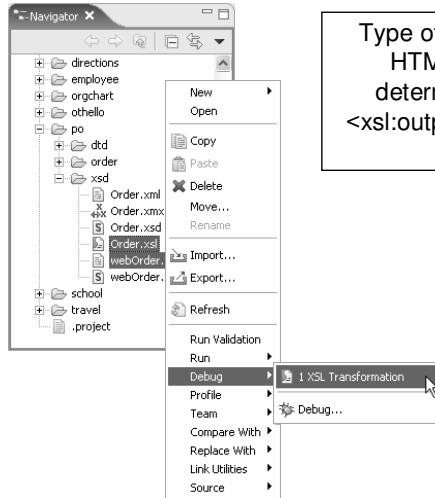 Navigator
directions
employee
orgchart
othello
po
dtd
order
xsd
Order.xml
Order.xmx
Order.xsd
Order.xsl
webOrder.
webOrder.
school
travel
.project
New
Open
Copy
Paste
Delete
Move...
Rename
Import...
Export...
Refresh
Run Validation
Run
Debug
Profile
Team
Compare With
Replace With
Link Utilities
Source
1 XSL Transformation
Debug...
Type of
HTM
determ
<xsl:outp